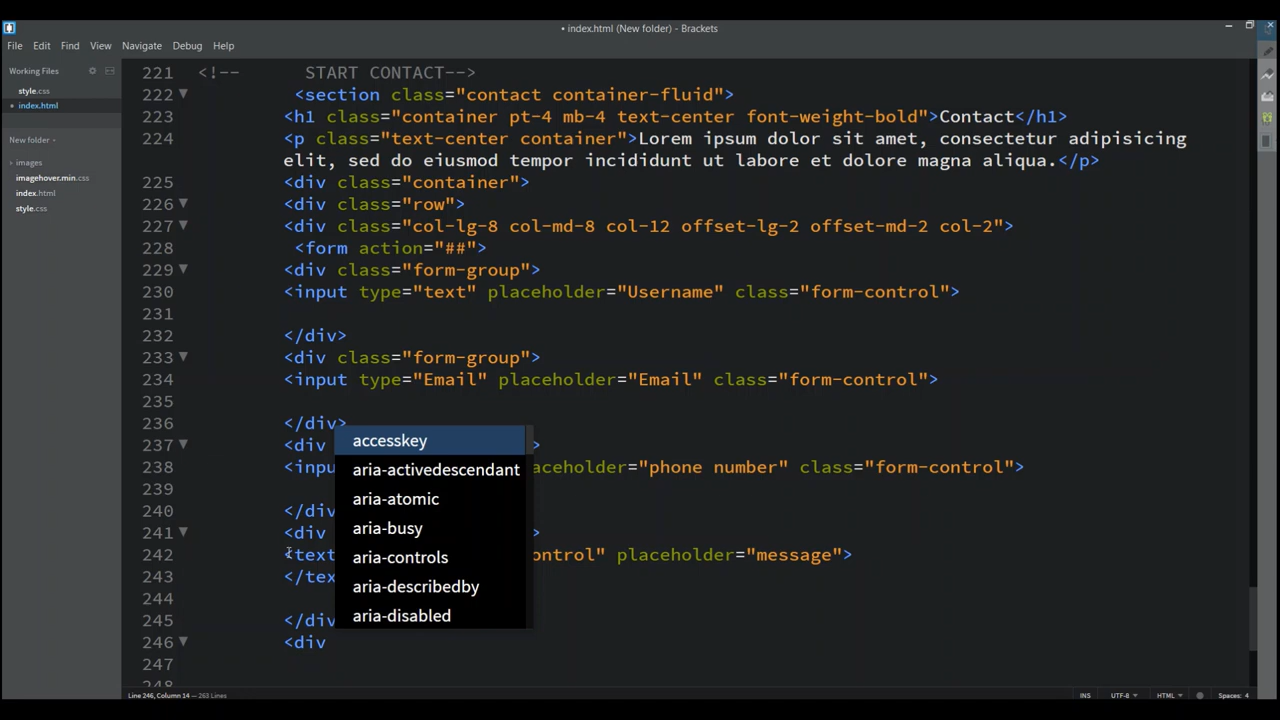 • index.html (New folder) - Brackets
File Edit Find View Navigate Debug Help
Working Files
style.css
• index.html
New folder
images
imagehover.min.css
index.html
style.css
221 <!-- START CONTACT-->
222 <section class="contact container-fluid">
223 <h1 class="container pt-4 mb-4 text-center font-weight-bold">Contact</h1>
224 <p class="text-center container">Lorem ipsum dolor sit amet, consectetur adipisicing
elit, sed do eiusmod tempor incididunt ut labore et dolore magna aliqua.</p>
225 <div class="container">
226 <div class="row">
227 <div class="col-lg-8 col-md-8 col-12 offset-lg-2 offset-md-2 col-2">
228 <form action="##">
229 <div class="form-group">
230 <input type="text" placeholder="Username" class="form-control">
231
232 </div>
233 <div class="form-group">
234 <input type="Email" placeholder="Email" class="form-control">
235
236 </div>
237 <div >
238 <inpu aceholder="phone number" class="form-control">
239
240 </div
241 <div >
242 <text ontrol" placeholder="message">
243 </tex
244
245 </div
246 <div
247
248
accesskey
aria-activedescendant
aria-atomic
aria-busy
aria-controls
aria-describedby
aria-disabled
Line 246, Column 14 — 263 Lines
INS UTF-8 HTML Spaces: 4